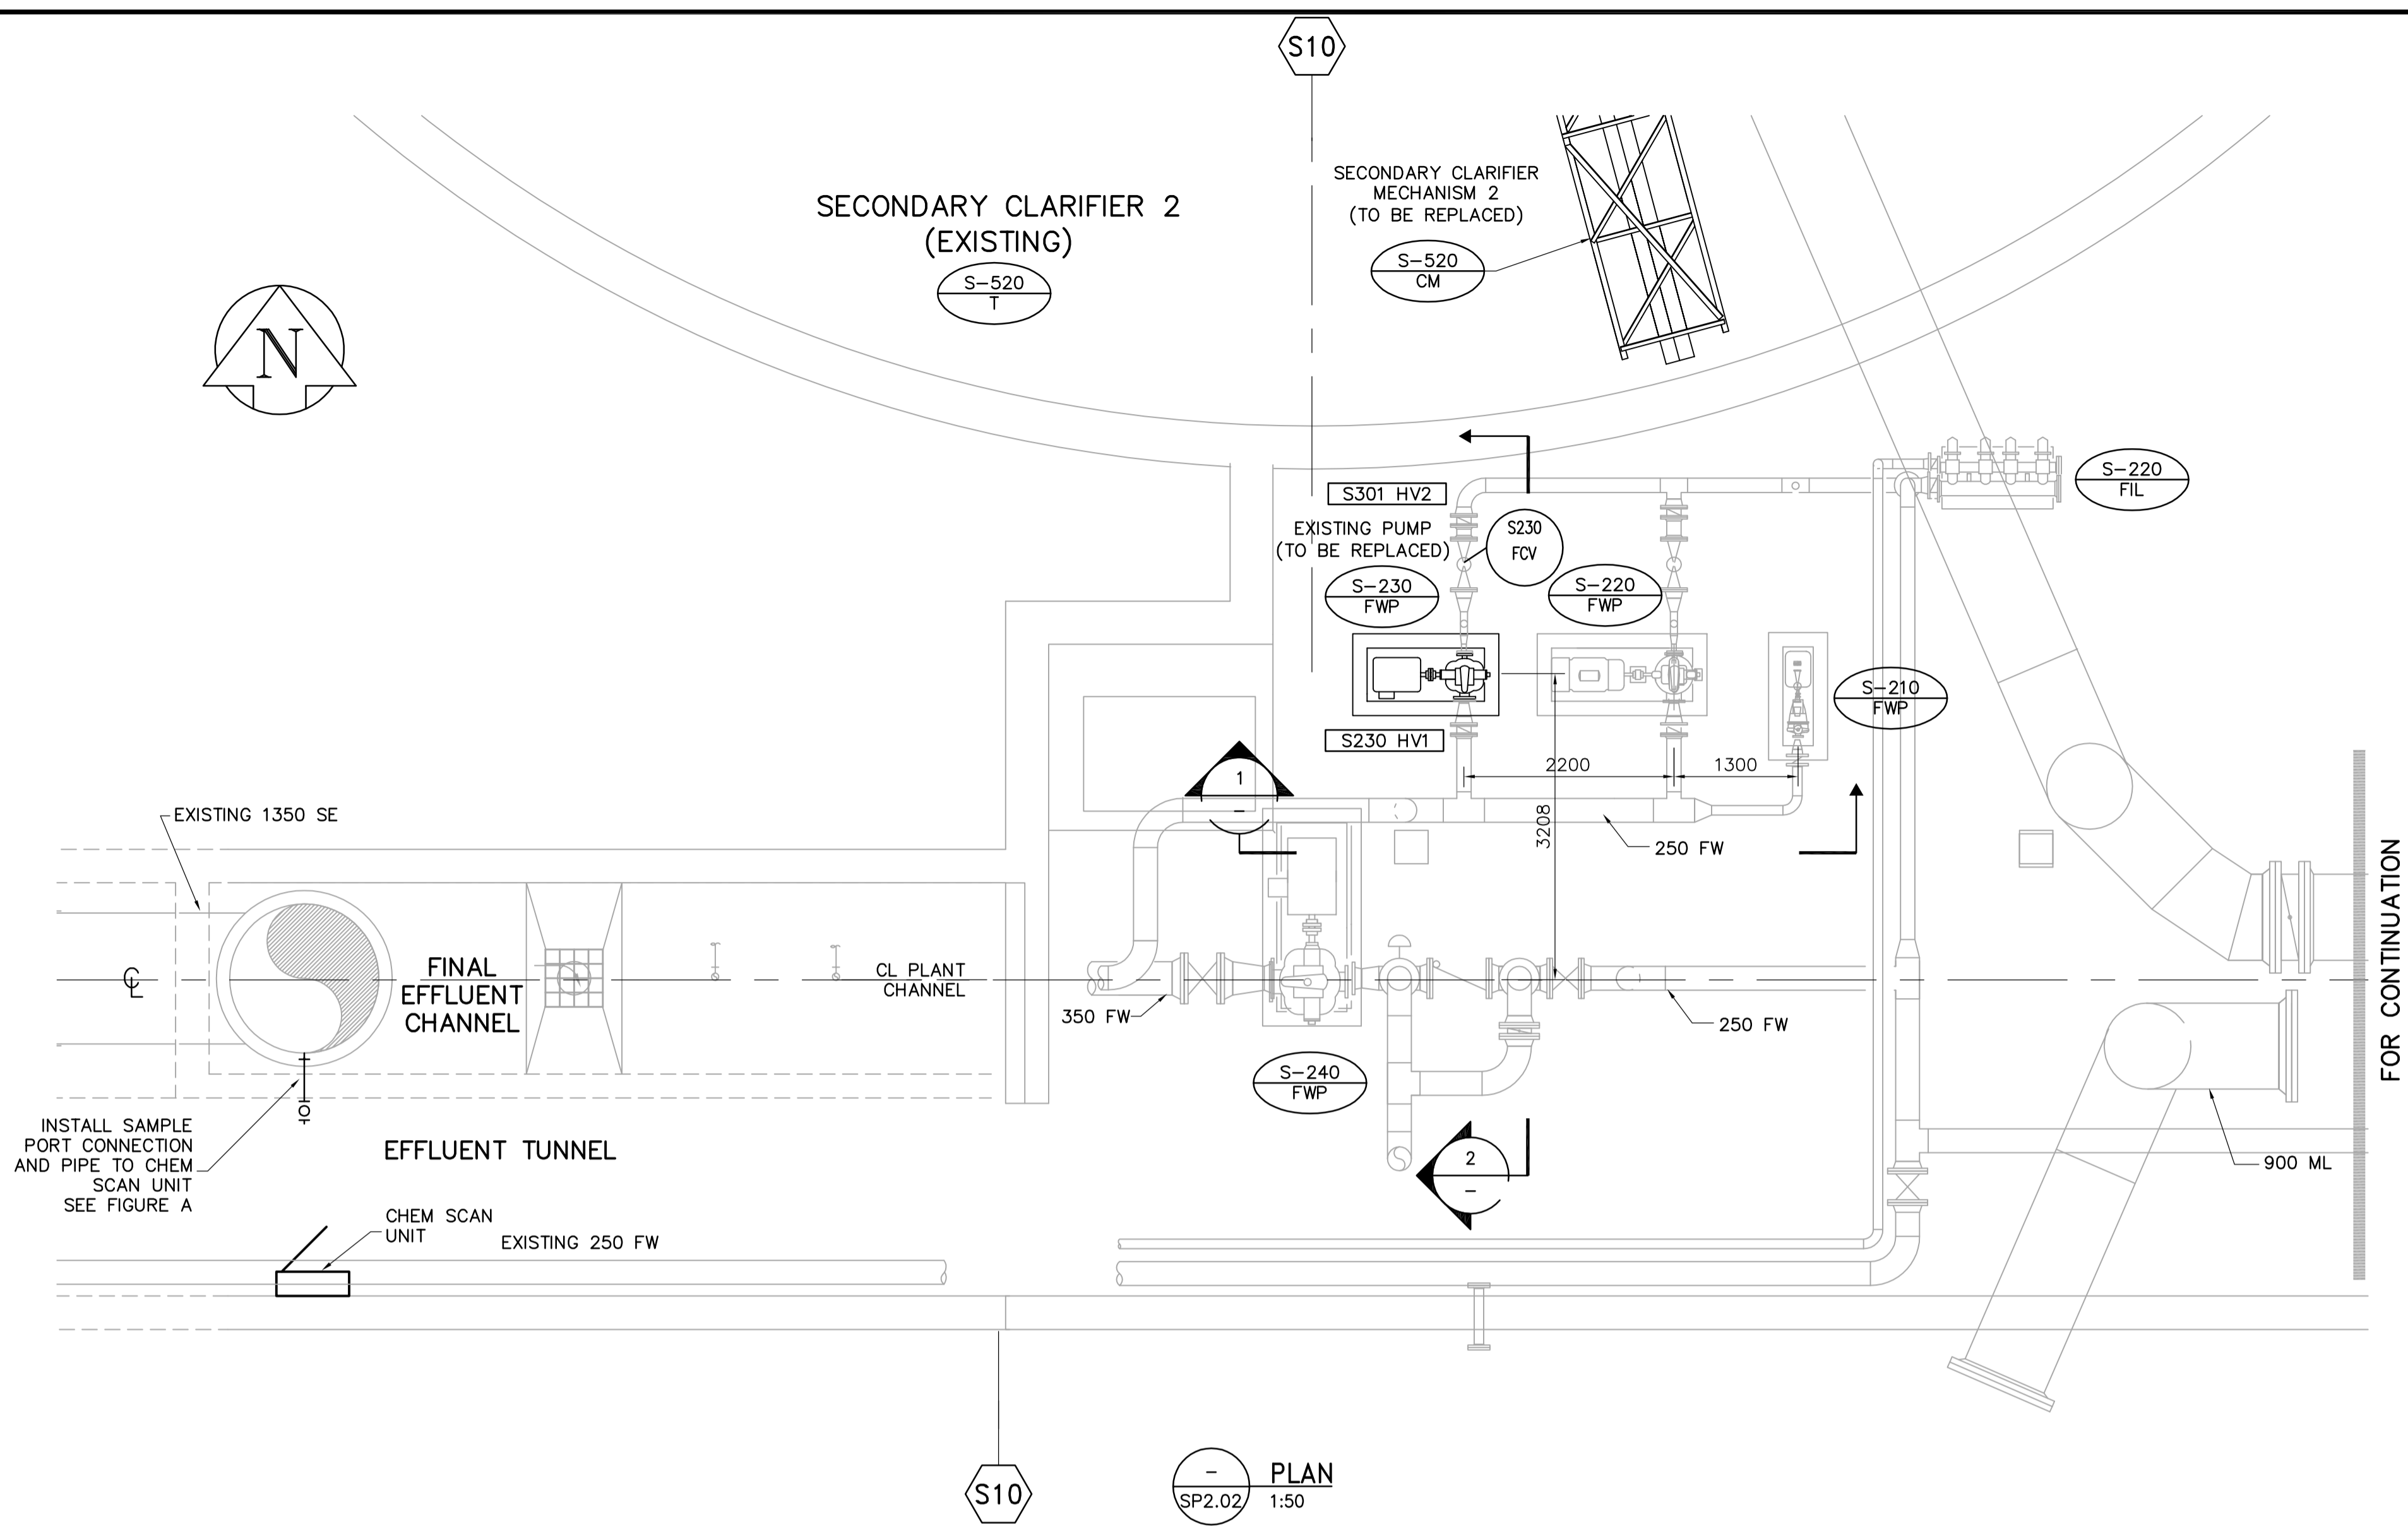 S10
SECONDARY CLARIFIER 2
(EXISTING)
S-520
T
SECONDARY CLARIFIER
MECHANISM 2
(TO BE REPLACED)
S-520
CM
N
S301 HV2
EXISTING PUMP
(TO BE REPLACED)
S230
FCV
S-230
FWP
S-220
FWP
S-220
FIL
S-210
FWP
S230 HV1
2200
1300
3208
250 FW
1
-
EXISTING 1350 SE
℄
FINAL
EFFLUENT
CHANNEL
CL PLANT
CHANNEL
350 FW
250 FW
S-240
FWP
FOR CONTINUATION
INSTALL SAMPLE
PORT CONNECTION
AND PIPE TO CHEM
SCAN UNIT
SEE FIGURE A
EFFLUENT TUNNEL
2
-
900 ML
CHEM SCAN
UNIT
EXISTING 250 FW
S10
-
SP2.02
PLAN
1:50